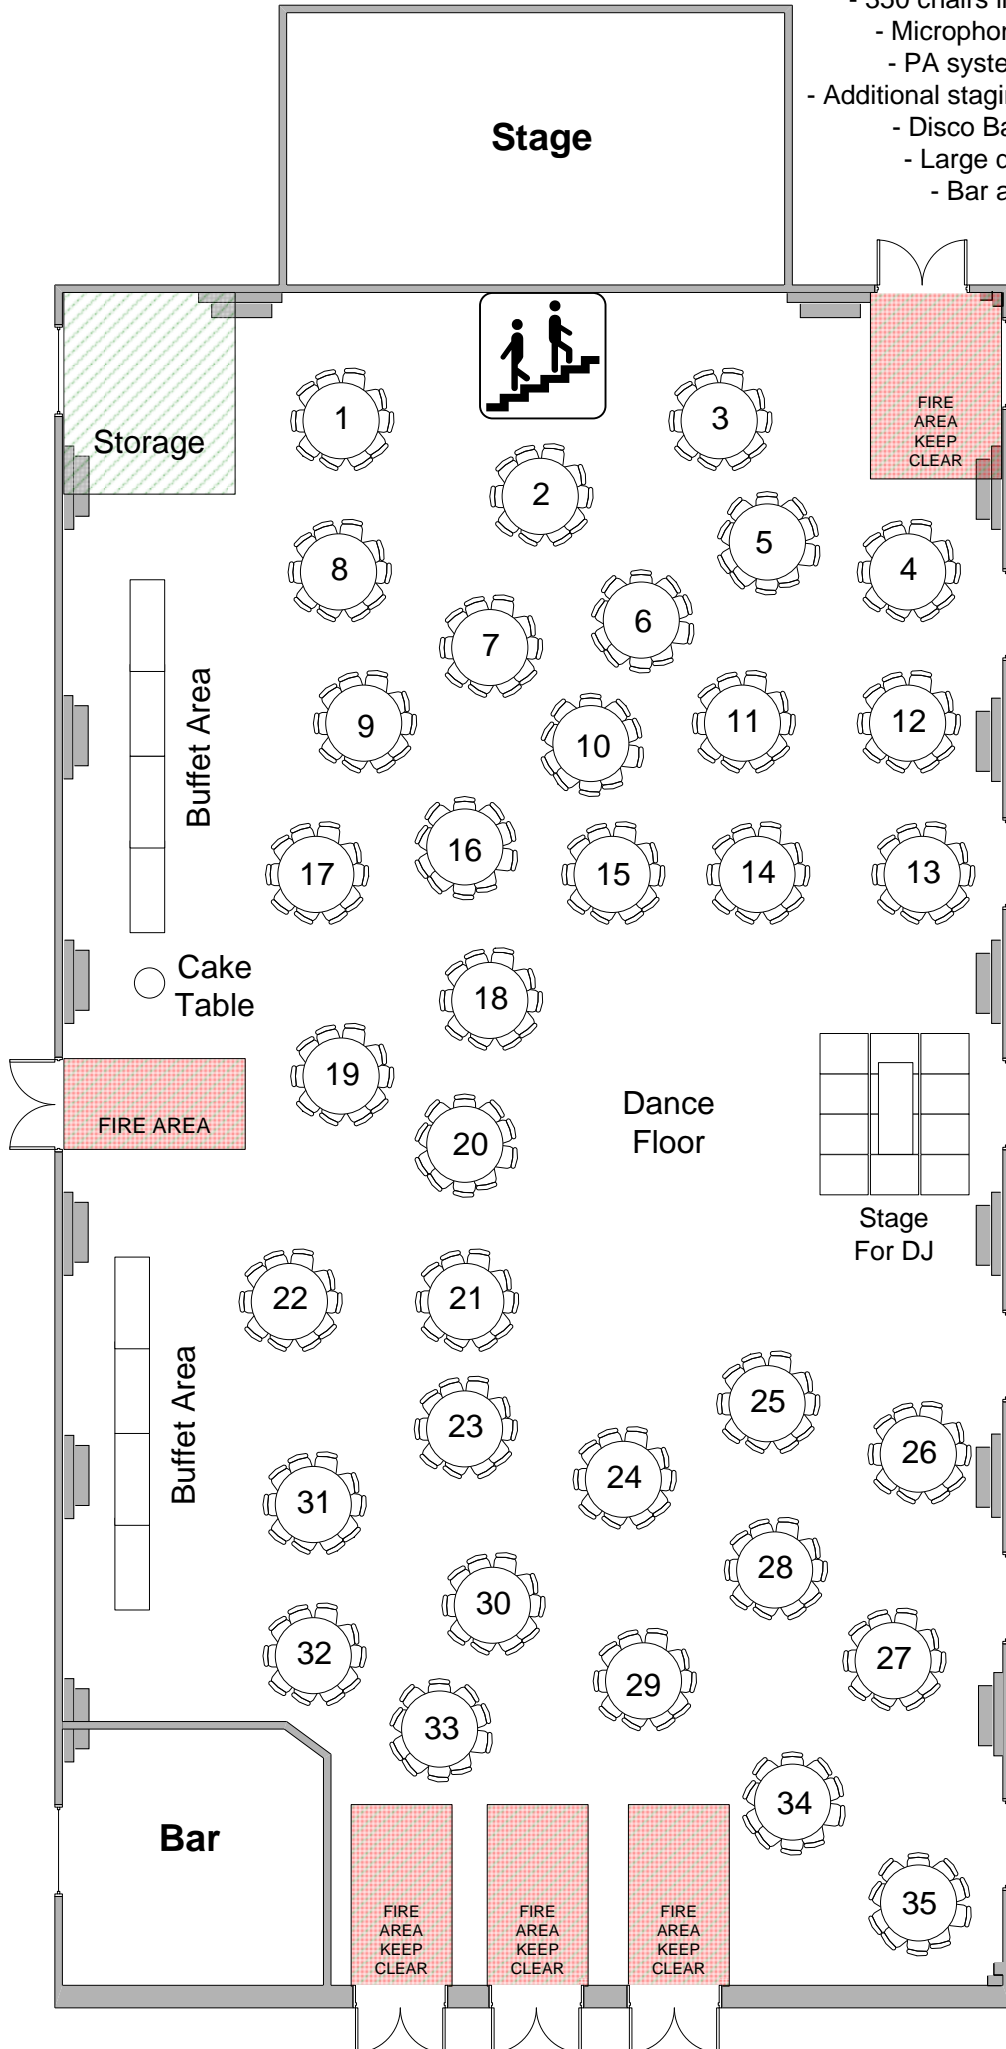 - 350 chairs
- Microphon
- PA syste
- Additional stagi
- Disco Ba
- Large
- Bar a
Stage
1
3
FIRE
AREA
KEEP
CLEAR
Storage
2
5
8
4
6
7
9
11
12
10
Buffet Area
16
17
15
14
13
Cake
Table
18
19
Dance
Floor
FIRE AREA
20
Stage
For DJ
22
21
25
23
26
Buffet Area
24
31
28
30
32
27
29
33
34
Bar
35
FIRE
AREA
KEEP
CLEAR
FIRE
AREA
KEEP
CLEAR
FIRE
AREA
KEEP
CLEAR